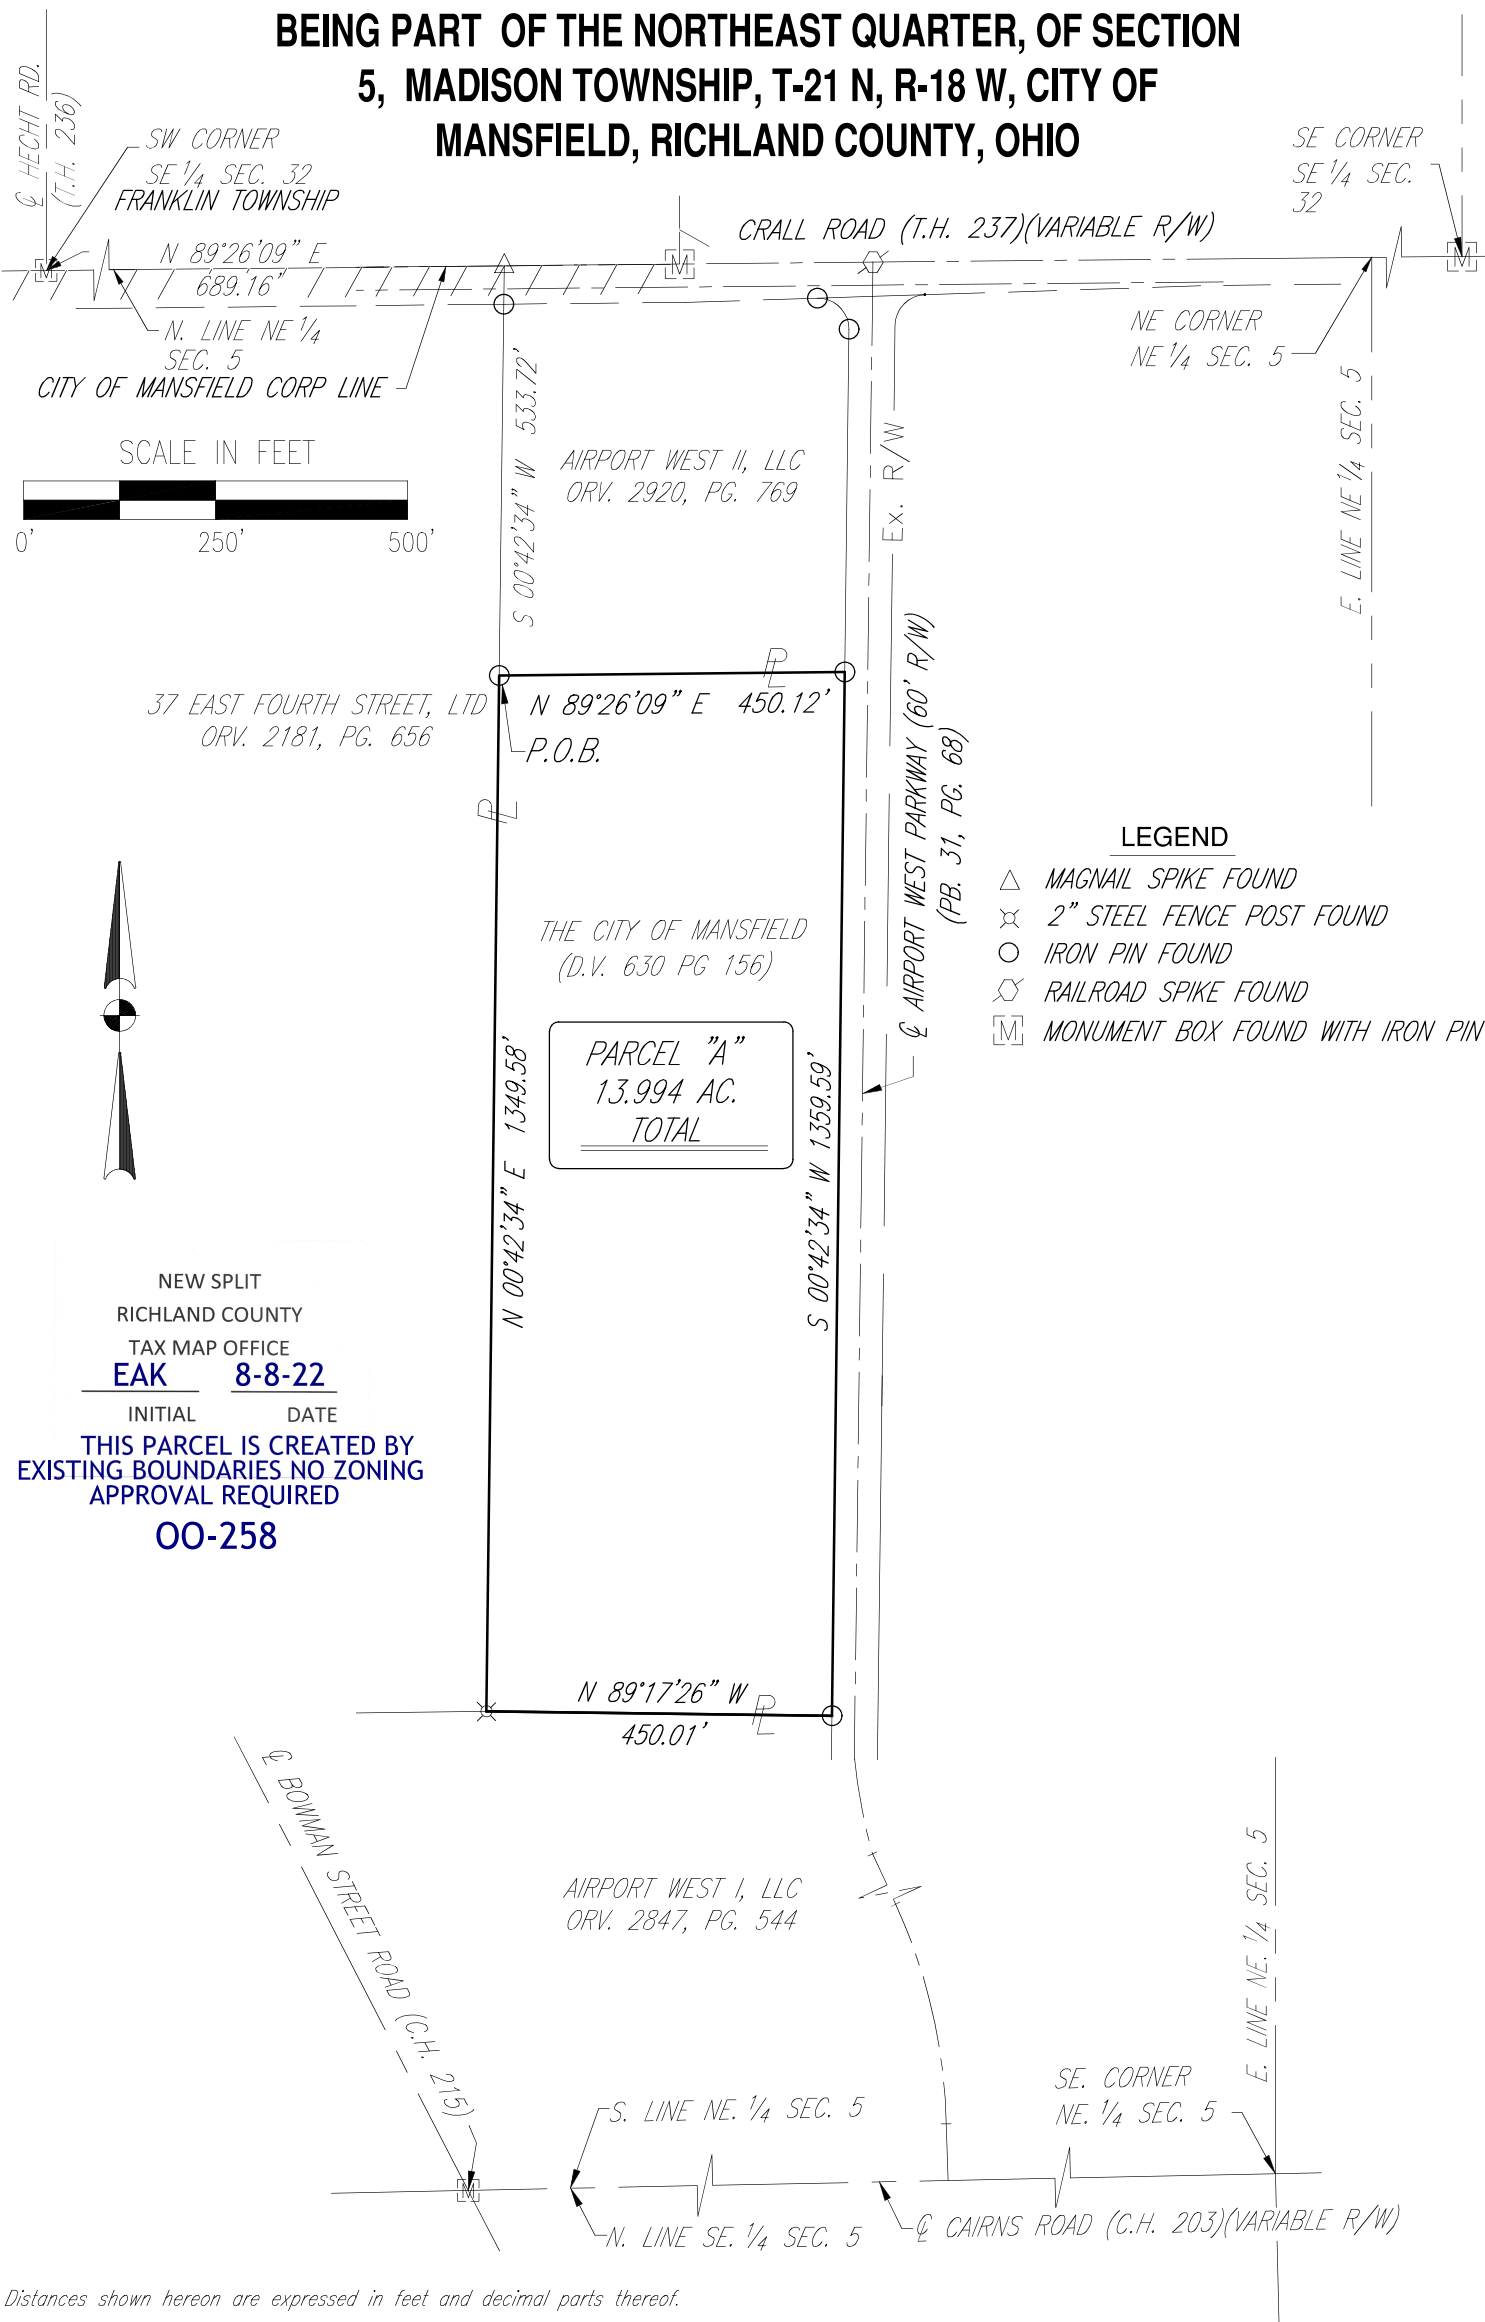 BEING PART OF THE NORTHEAST QUARTER, OF SECTION
5, MADISON TOWNSHIP, T-21 N, R-18 W, CITY OF
MANSFIELD, RICHLAND COUNTY, OHIO
℄ HECHT RD.
(T.H. 236)
SW CORNER
SE 1/4 SEC. 32
FRANKLIN TOWNSHIP
SE CORNER
SE 1/4 SEC.
32
CRALL ROAD (T.H. 237)(VARIABLE R/W)
N 89°26'09" E
689.16'
M
M
M
N. LINE NE 1/4
SEC. 5
CITY OF MANSFIELD CORP LINE
NE CORNER
NE 1/4 SEC. 5
E. LINE NE 1/4 SEC. 5
SCALE IN FEET
0' 250' 500'
S 00°42'34" W 533.72'
AIRPORT WEST II, LLC
ORV. 2920, PG. 769
Ex. R/W
37 EAST FOURTH STREET, LTD
ORV. 2181, PG. 656
PL
N 89°26'09" E 450.12'
P.O.B.
PL
℄ AIRPORT WEST PARKWAY (60' R/W)
(PB. 31, PG. 68)
LEGEND
MAGNAIL SPIKE FOUND
2" STEEL FENCE POST FOUND
IRON PIN FOUND
RAILROAD SPIKE FOUND
M MONUMENT BOX FOUND WITH IRON PIN
THE CITY OF MANSFIELD
(D.V. 630 PG 156)
PARCEL "A"
13.994 AC.
TOTAL
N 00°42'34" E 1349.58'
S 00°42'34" W 1359.59'
NEW SPLIT
RICHLAND COUNTY
TAX MAP OFFICE
EAK 8-8-22
INITIAL DATE
THIS PARCEL IS CREATED BY
EXISTING BOUNDARIES NO ZONING
APPROVAL REQUIRED
OO-258
N 89°17'26" W
450.01'
PL
℄ BOWMAN STREET ROAD (C.H. 215)
AIRPORT WEST I, LLC
ORV. 2847, PG. 544
E. LINE NE. 1/4 SEC. 5
SE. CORNER
NE. 1/4 SEC. 5
S. LINE NE. 1/4 SEC. 5
M
N. LINE SE. 1/4 SEC. 5
℄ CAIRNS ROAD (C.H. 203)(VARIABLE R/W)
Distances shown hereon are expressed in feet and decimal parts thereof.